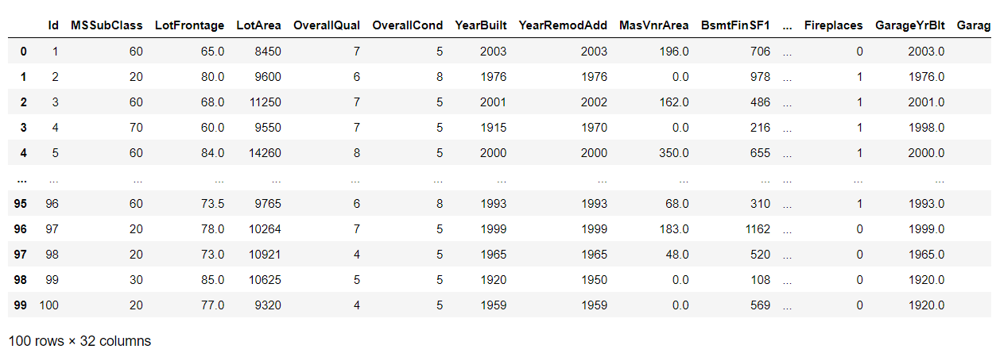 Id MSSubClass LotFrontage LotArea OverallQual OverallCond YearBuilt YearRemodAdd MasVnrArea BsmtFinSF1 ... Fireplaces GarageYrBlt Garag
0 1 60 65.0 8450 7 5 2003 2003 196.0 706 ... 0 2003.0
1 2 20 80.0 9600 6 8 1976 1976 0.0 978 ... 1 1976.0
2 3 60 68.0 11250 7 5 2001 2002 162.0 486 ... 1 2001.0
3 4 70 60.0 9550 7 5 1915 1970 0.0 216 ... 1 1998.0
4 5 60 84.0 14260 8 5 2000 2000 350.0 655 ... 1 2000.0
... ... ... ... ... ... ... ... ... ... ... ... ... ...
95 96 60 73.5 9765 6 8 1993 1993 68.0 310 ... 1 1993.0
96 97 20 78.0 10264 7 5 1999 1999 183.0 1162 ... 0 1999.0
97 98 20 73.0 10921 4 5 1965 1965 48.0 520 ... 0 1965.0
98 99 30 85.0 10625 5 5 1920 1950 0.0 108 ... 0 1920.0
99 100 20 77.0 9320 4 5 1959 1959 0.0 569 ... 0 1920.0
100 rows × 32 columns